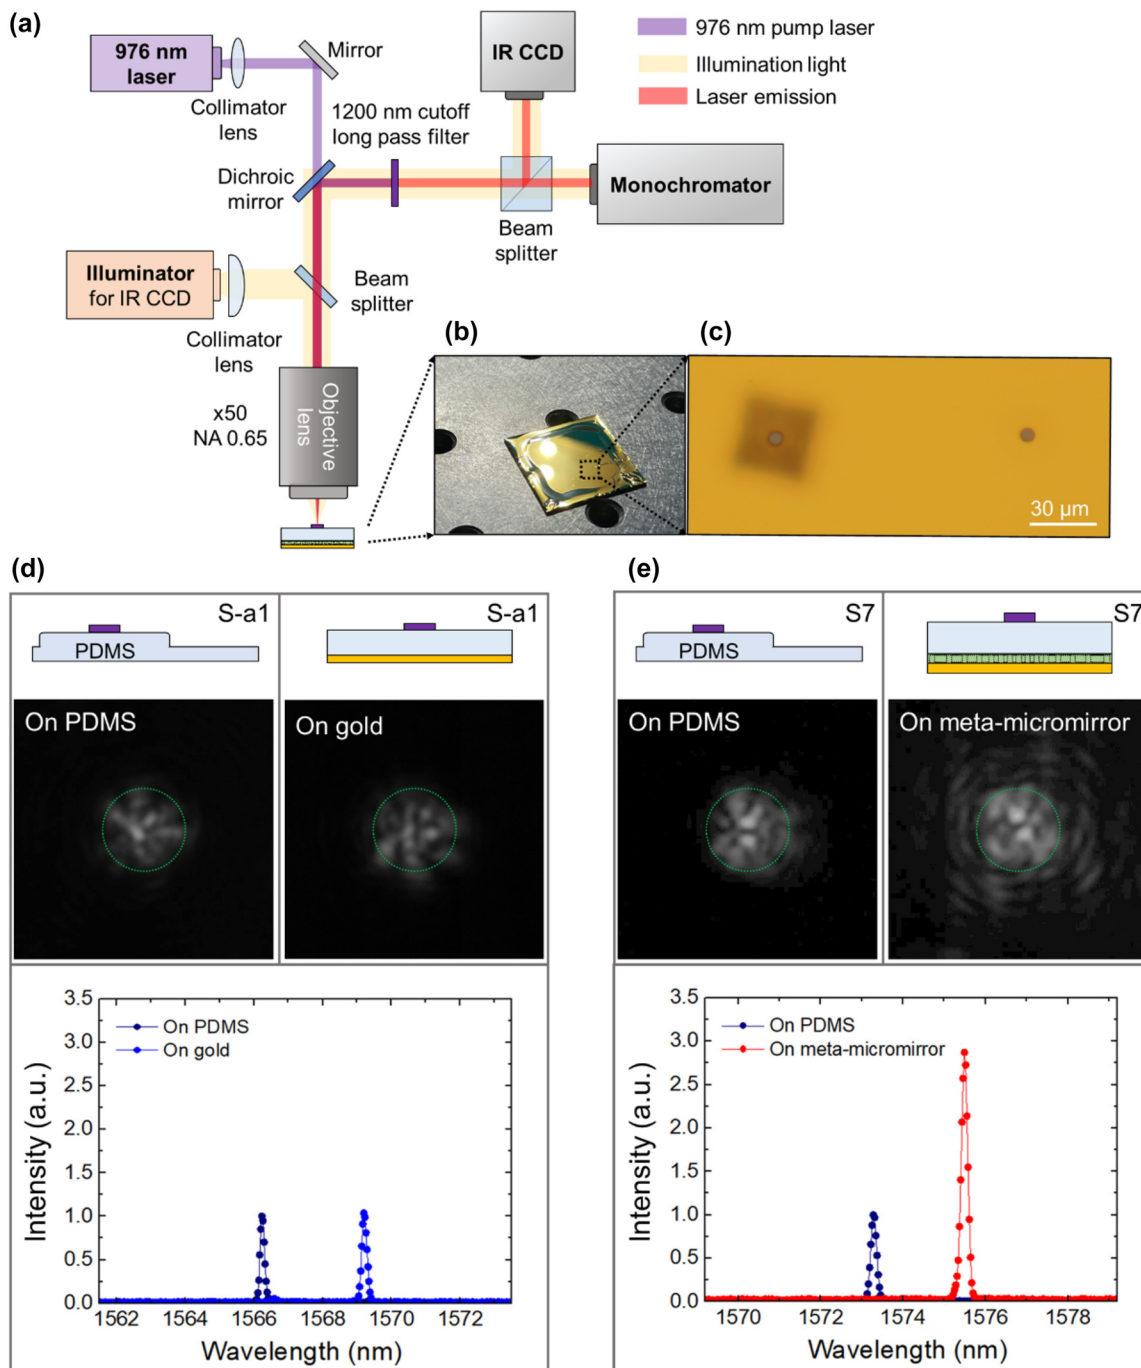 (a)
976 nm
laser
Collimator
lens
Mirror
1200 nm cutoff
long pass filter
Dichroic
mirror
IR CCD
976 nm pump laser
Illumination light
Laser emission
Monochromator
Beam
splitter
Illuminator
for IR CCD
Collimator
lens
Beam
splitter
x50
NA 0.65
Objective
lens
(b)
(c)
30 µm
(d)
S-a1
PDMS
S-a1
On PDMS
On gold
3.5
3.0
2.5
2.0
1.5
1.0
0.5
0.0
Intensity (a.u.)
On PDMS
On gold
1562 1564 1566 1568 1570 1572
Wavelength (nm)
(e)
S7
PDMS
S7
On PDMS
On meta-micromirror
3.5
3.0
2.5
2.0
1.5
1.0
0.5
0.0
Intensity (a.u.)
On PDMS
On meta-micromirror
1570 1572 1574 1576 1578
Wavelength (nm)